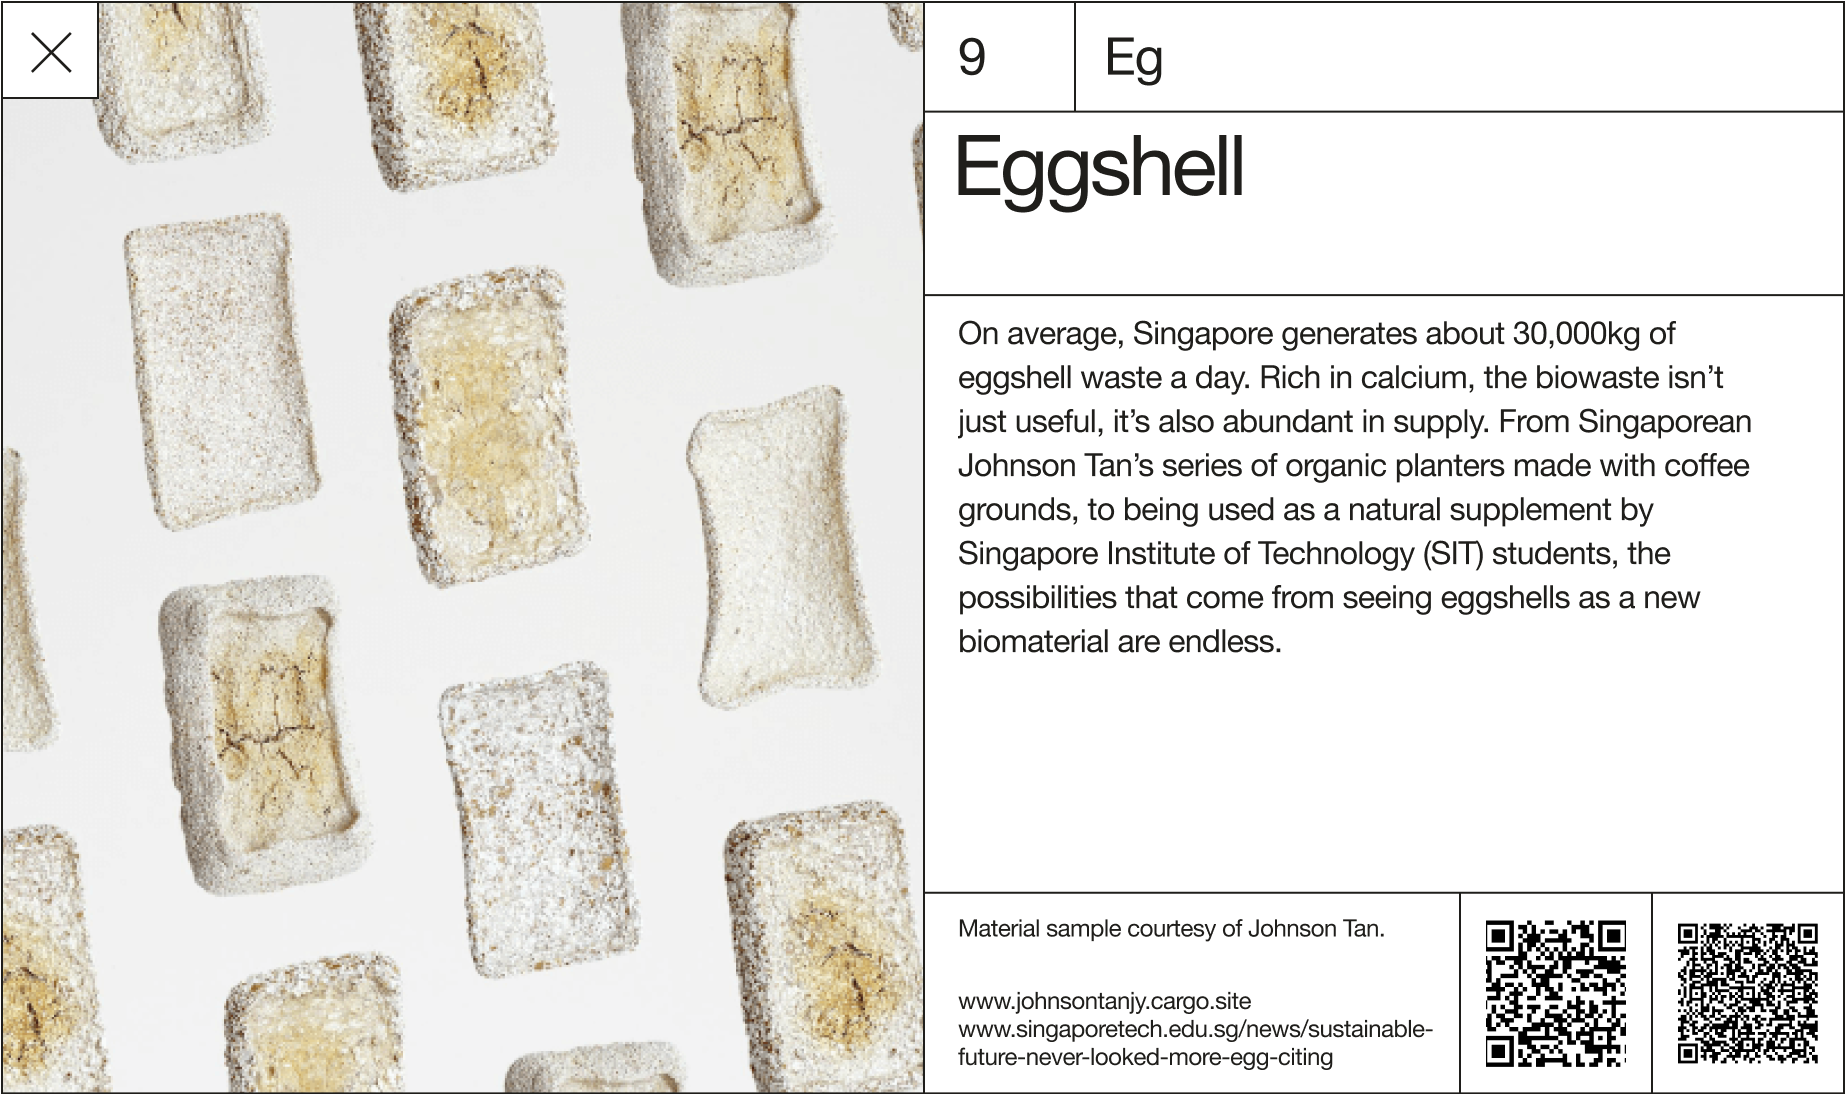 9
Eg
Eggshell
On average, Singapore generates about 30,000kg of
eggshell waste a day. Rich in calcium, the biowaste isn’t
just useful, it’s also abundant in supply. From Singaporean
Johnson Tan’s series of organic planters made with coffee
grounds, to being used as a natural supplement by
Singapore Institute of Technology (SIT) students, the
possibilities that come from seeing eggshells as a new
biomaterial are endless.
Material sample courtesy of Johnson Tan.
www.johnsontanjy.cargo.site
www.singaporetech.edu.sg/news/sustainable-
future-never-looked-more-egg-citing